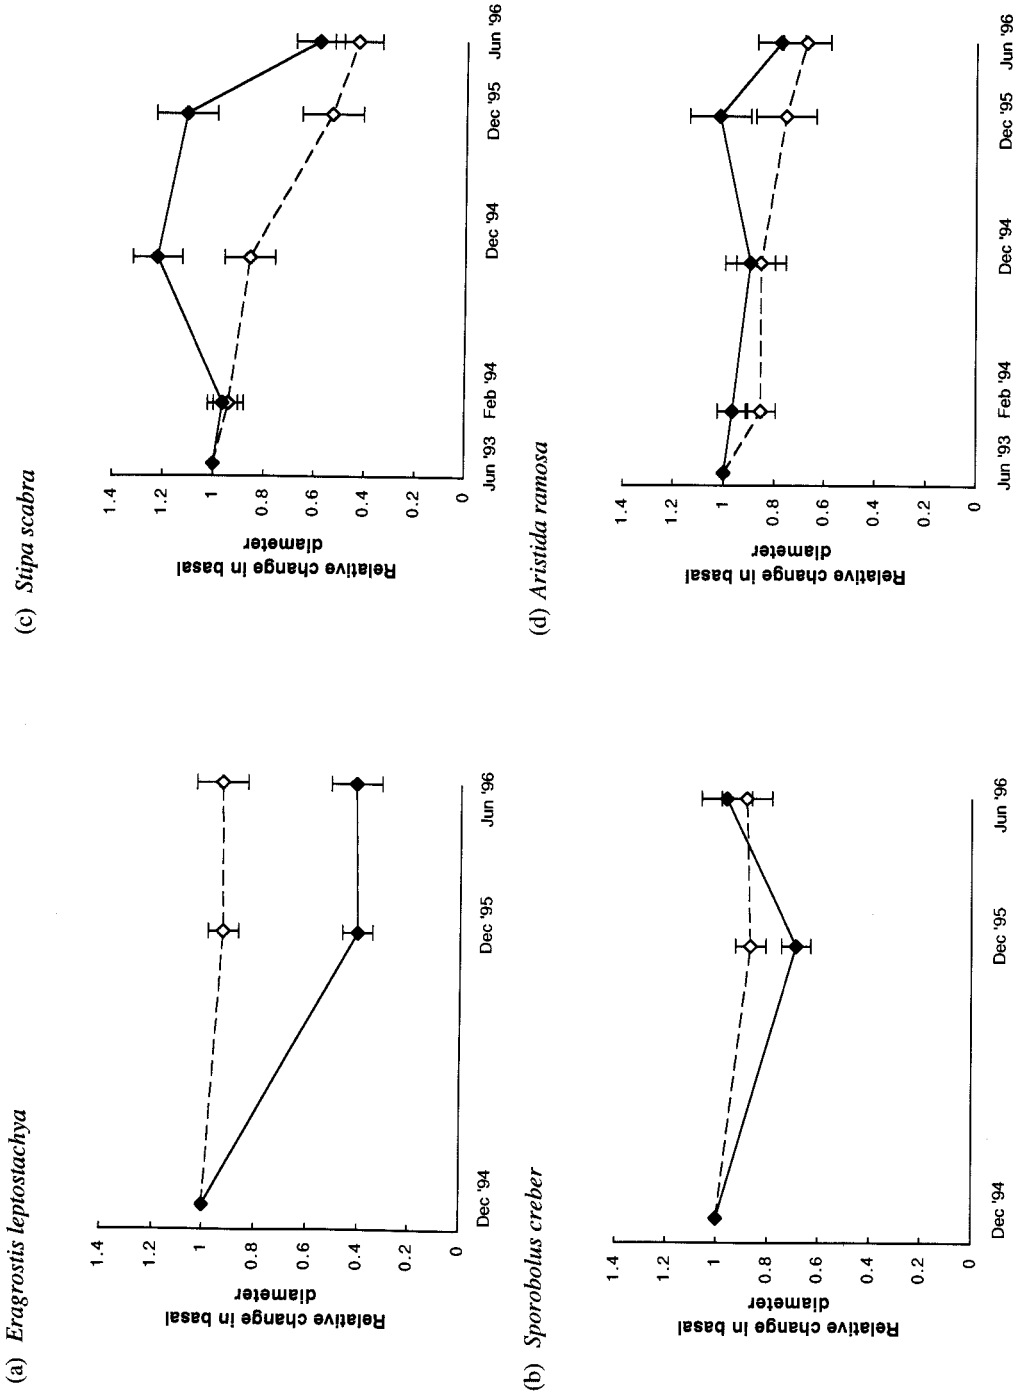 (a) Eragrostis leptostachya
Relative change in basal
diameter
1.4
1.2
1
0.8
0.6
0.4
0.2
0
Dec '94
Dec '95
Jun '96
(b) Sporobolus creber
Relative change in basal
diameter
1.4
1.2
1
0.8
0.6
0.4
0.2
0
Dec '94
Dec '95
Jun '96
(c) Stipa scabra
Relative change in basal
diameter
1.4
1.2
1
0.8
0.6
0.4
0.2
0
Jun '93
Feb '94
Dec '94
Dec '95
Jun '96
(d) Aristida ramosa
Relative change in basal
diameter
1.4
1.2
1
0.8
0.6
0.4
0.2
0
Jun '93
Feb '94
Dec '94
Dec '95
Jun '96